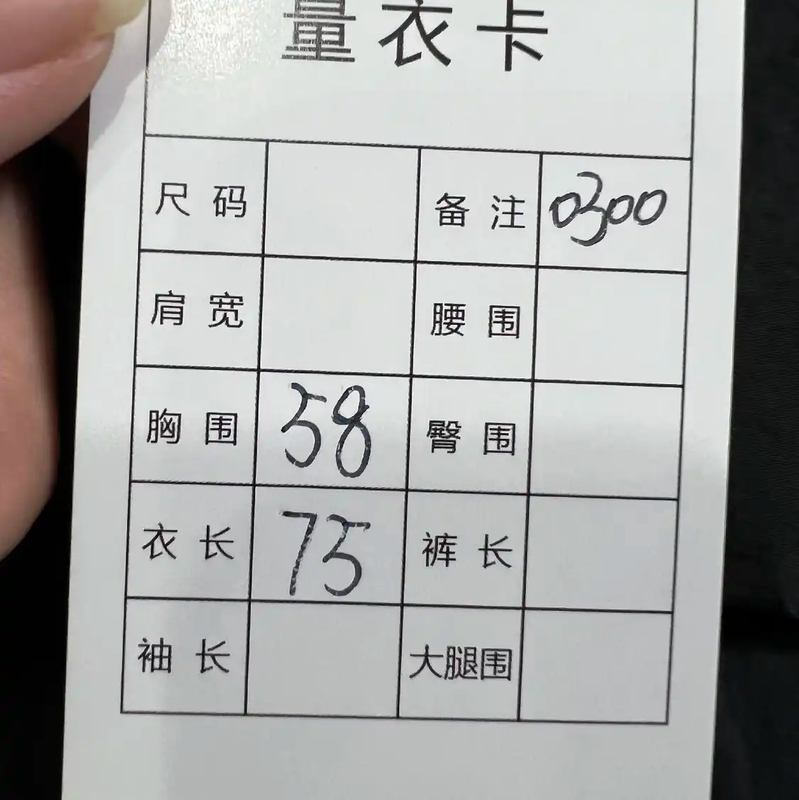 量衣卡
尺码 备注 0300
肩宽 腰围
胸围 58 臀围
衣长 75 裤长
袖长 大腿围